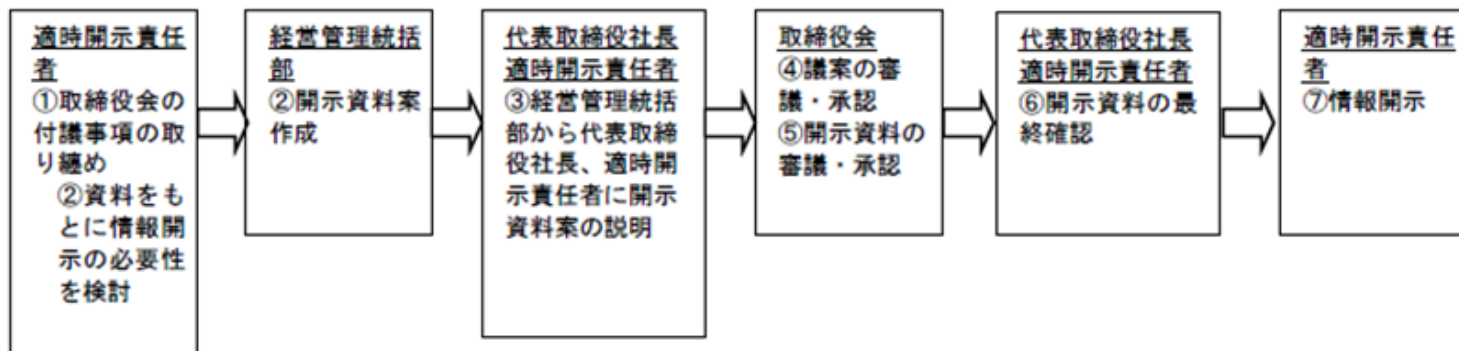 適時開示責任
者
①取締役会の
付議事項の取
り纏め
②資料をも
とに情報開
示の必要性
を検討
経営管理統括
部
②開示資料案
作成
代表取締役社長
適時開示責任者
③経営管理統括
部から代表取締
役社長、適時開
示責任者に開示
資料案の説明
取締役会
④議案の審
議・承認
⑤開示資料の
審議・承認
代表取締役社長
適時開示責任者
⑥開示資料の最
終確認
適時開示責任
者
⑦情報開示